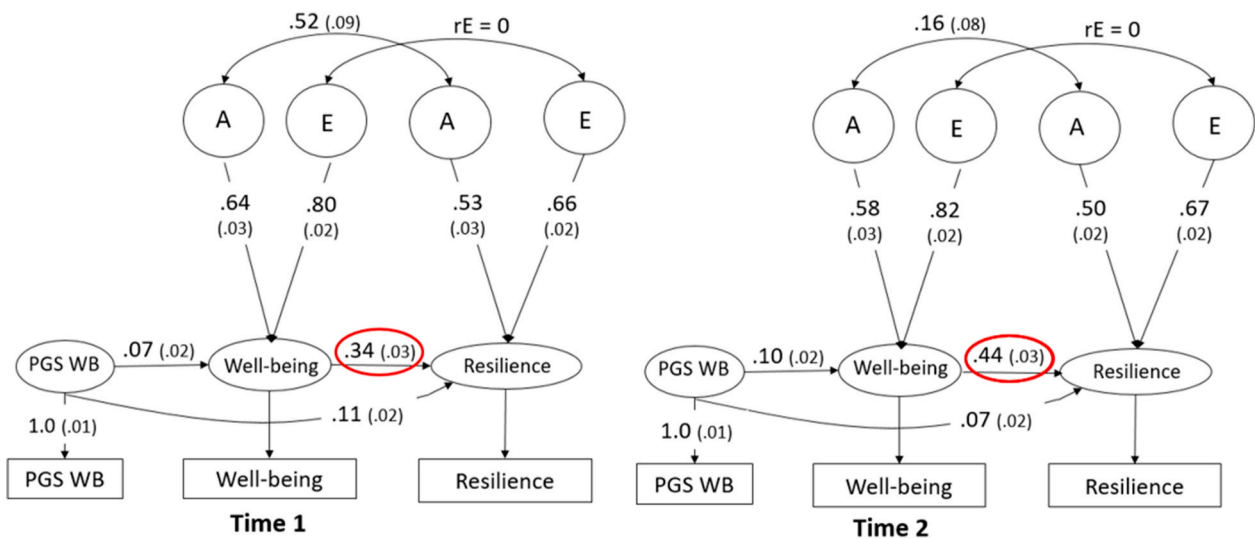 .52 (.09)
rE = 0
A
E
A
E
.64
(.03)
.80
(.02)
.53
(.03)
.66
(.02)
PGS WB
.07 (.02)
Well-being
.34 (.03)
Resilience
.11 (.02)
1.0 (.01)
PGS WB
Well-being
Resilience
Time 1
.16 (.08)
rE = 0
A
E
A
E
.58
(.03)
.82
(.02)
.50
(.02)
.67
(.02)
PGS WB
.10 (.02)
Well-being
.44 (.03)
Resilience
.07 (.02)
1.0 (.01)
PGS WB
Well-being
Resilience
Time 2